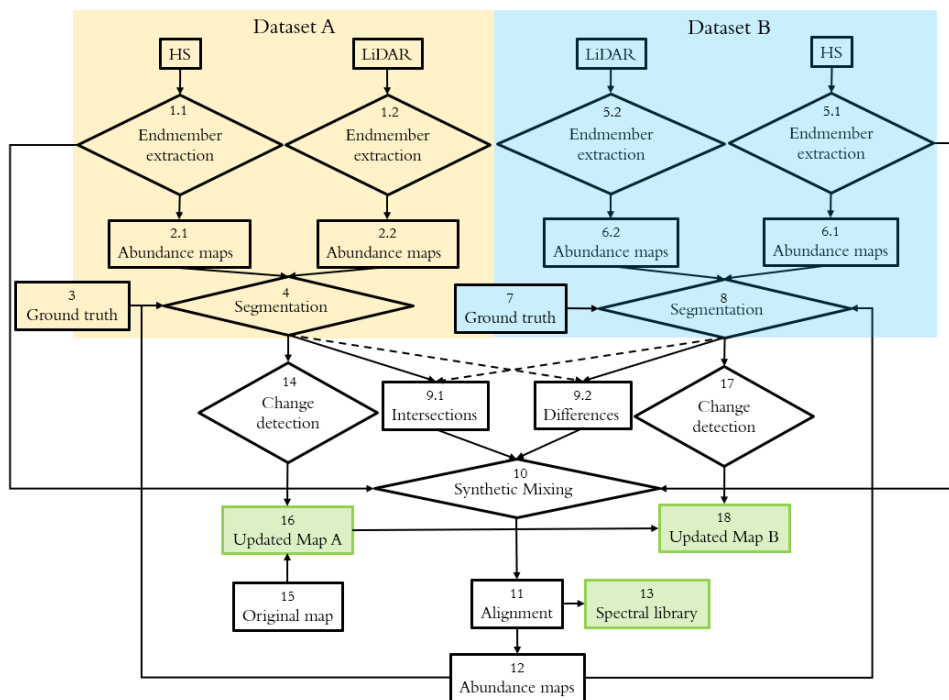 Dataset A
Dataset B
HS
LiDAR
LiDAR
HS
1.1
Endmember
extraction
1.2
Endmember
extraction
5.2
Endmember
extraction
5.1
Endmember
extraction
2.1
Abundance maps
2.2
Abundance maps
6.2
Abundance maps
6.1
Abundance maps
3
Ground truth
4
Segmentation
7
Ground truth
8
Segmentation
14
Change
detection
9.1
Intersections
9.2
Differences
17
Change
detection
10
Synthetic Mixing
16
Updated Map A
18
Updated Map B
15
Original map
11
Alignment
13
Spectral library
12
Abundance maps